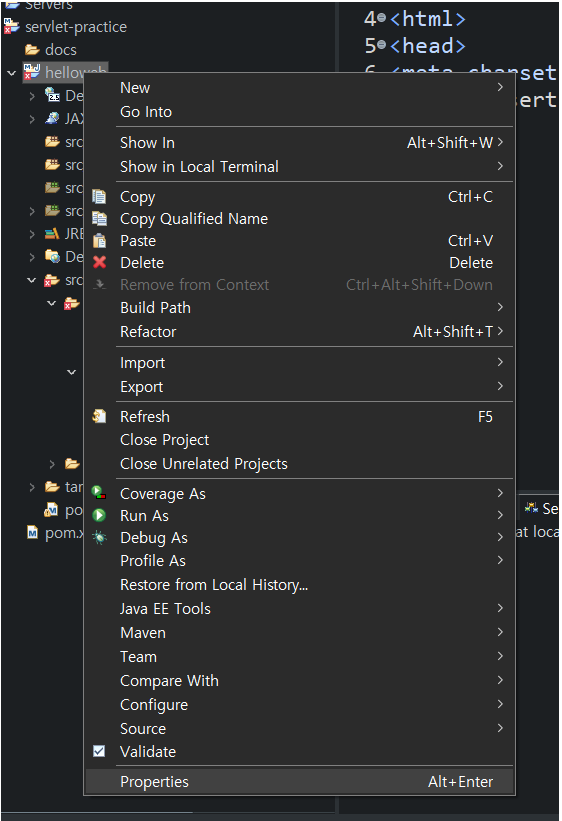 Servers
servlet-practice
docs
helloweb
New
Go Into
Show In Alt+Shift+W
Show in Local Terminal
Copy Ctrl+C
Copy Qualified Name
Paste Ctrl+V
Delete Delete
Remove from Context Ctrl+Alt+Shift+Down
Build Path
Refactor Alt+Shift+T
Import
Export
Refresh F5
Close Project
Close Unrelated Projects
Coverage As
Run As
Debug As
Profile As
Restore from Local History...
Java EE Tools
Maven
Team
Compare With
Configure
Source
Validate
Properties Alt+Enter
De
JAX
src
src
src
src
JRE
De
src
tar
po
pom.x
4 <html>
5 <head>
6 <meta charset
sert
Se
at loca